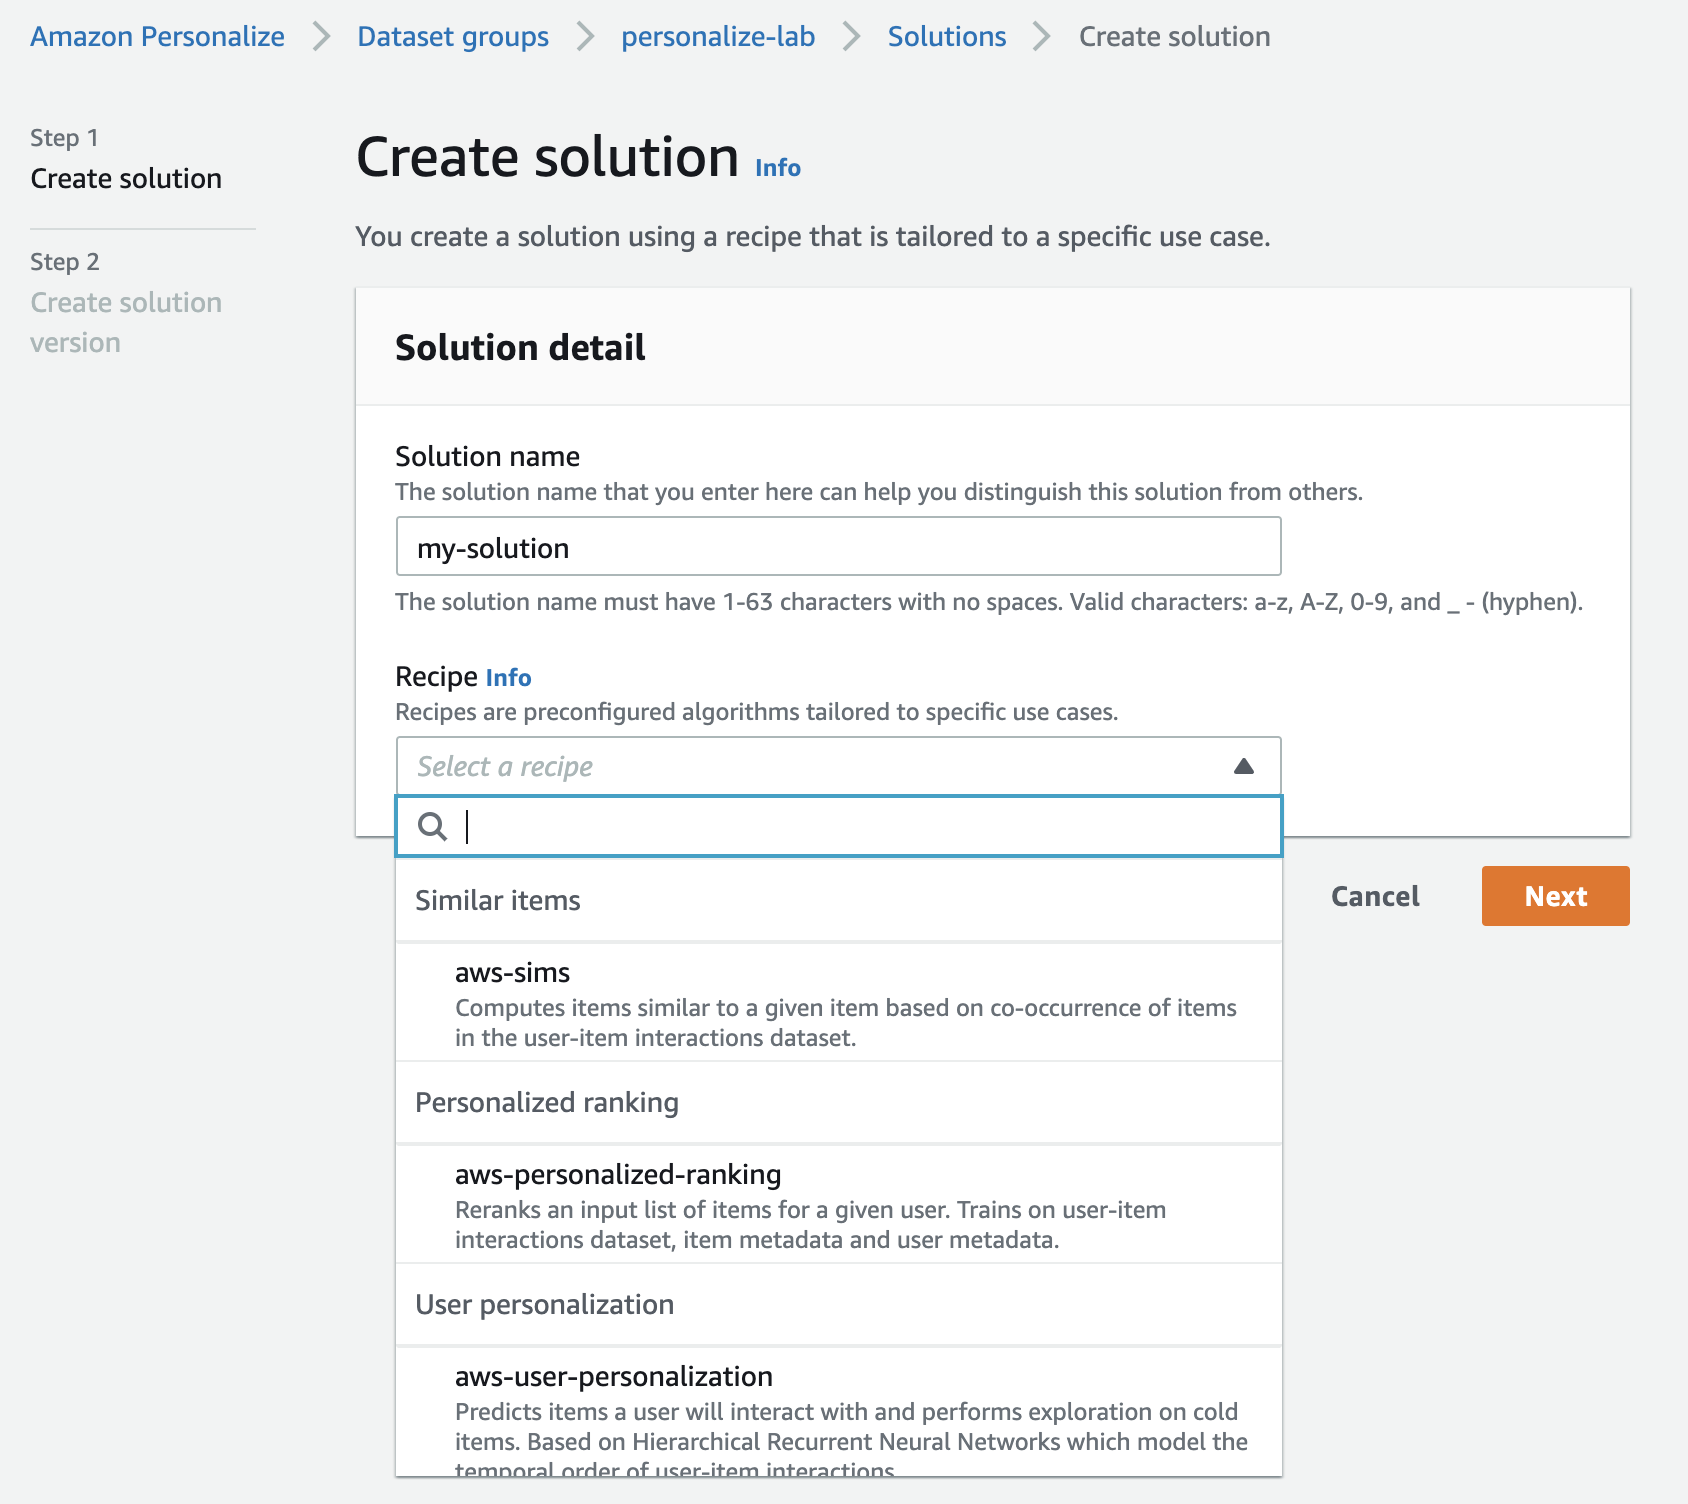 Amazon Personalize > Dataset groups > personalize-lab > Solutions > Create solution
Step 1
Create solution
Step 2
Create solution
version
Create solution Info
You create a solution using a recipe that is tailored to a specific use case.
Solution detail
Solution name
The solution name that you enter here can help you distinguish this solution from others.
my-solution
The solution name must have 1-63 characters with no spaces. Valid characters: a-z, A-Z, 0-9, and _ - (hyphen).
Recipe Info
Recipes are preconfigured algorithms tailored to specific use cases.
Select a recipe
Similar items
aws-sims
Computes items similar to a given item based on co-occurrence of items
in the user-item interactions dataset.
Personalized ranking
aws-personalized-ranking
Reranks an input list of items for a given user. Trains on user-item
interactions dataset, item metadata and user metadata.
User personalization
aws-user-personalization
Predicts items a user will interact with and performs exploration on cold
items. Based on Hierarchical Recurrent Neural Networks which model the
temporal order of user-item interactions
Cancel
Next